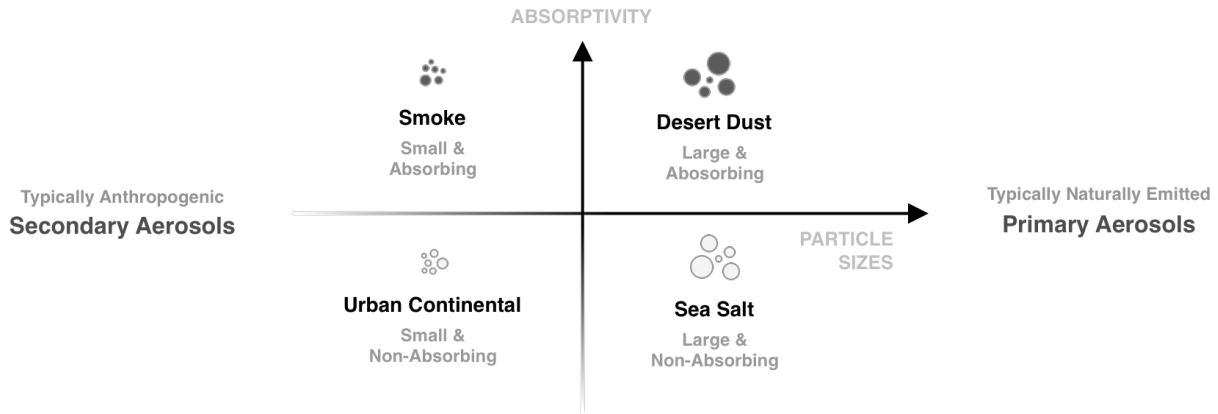 ABSORPTIVITY
Smoke
Small &
Absorbing
Desert Dust
Large &
Abosorbing
Typically Anthropogenic
Secondary Aerosols
Typically Naturally Emitted
Primary Aerosols
PARTICLE
SIZES
Urban Continental
Small &
Non-Absorbing
Sea Salt
Large &
Non-Absorbing